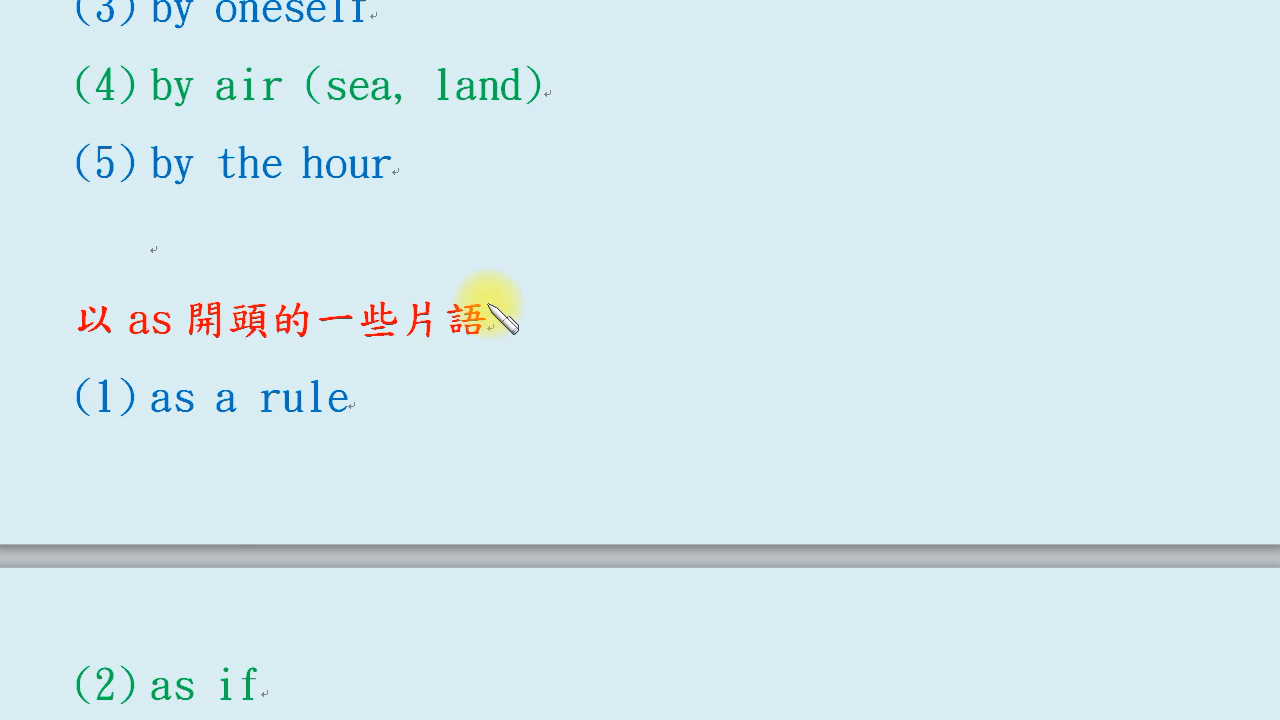 (3) by oneself
(4) by air (sea, land)
(5) by the hour
以 as 開頭的一些片語
(1) as a rule
(2) as if